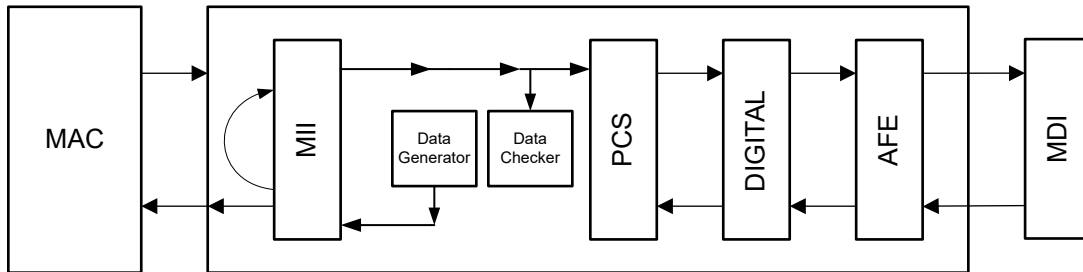 MAC
MII
Data
Generator
Data
Checker
PCS
DIGITAL
AFE
MDI